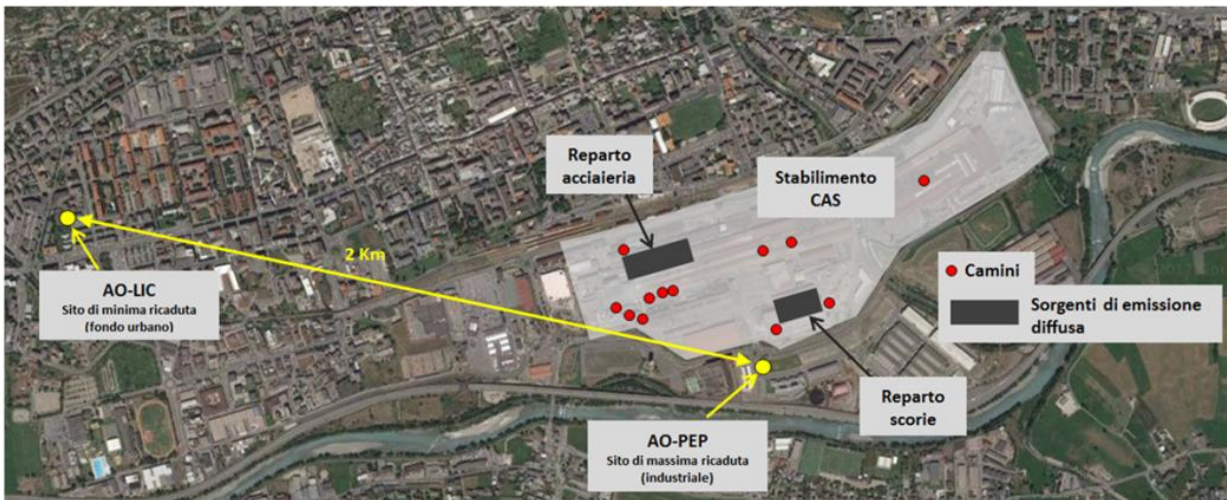 Reparto
acciaieria
Stabilimento
CAS
2 Km
AO-LIC
Sito di minima ricaduta
(fondo urbano)
Camini
Sorgenti di emissione
diffusa
Reparto
scorie
AO-PEP
Sito di massima ricaduta
(industriale)